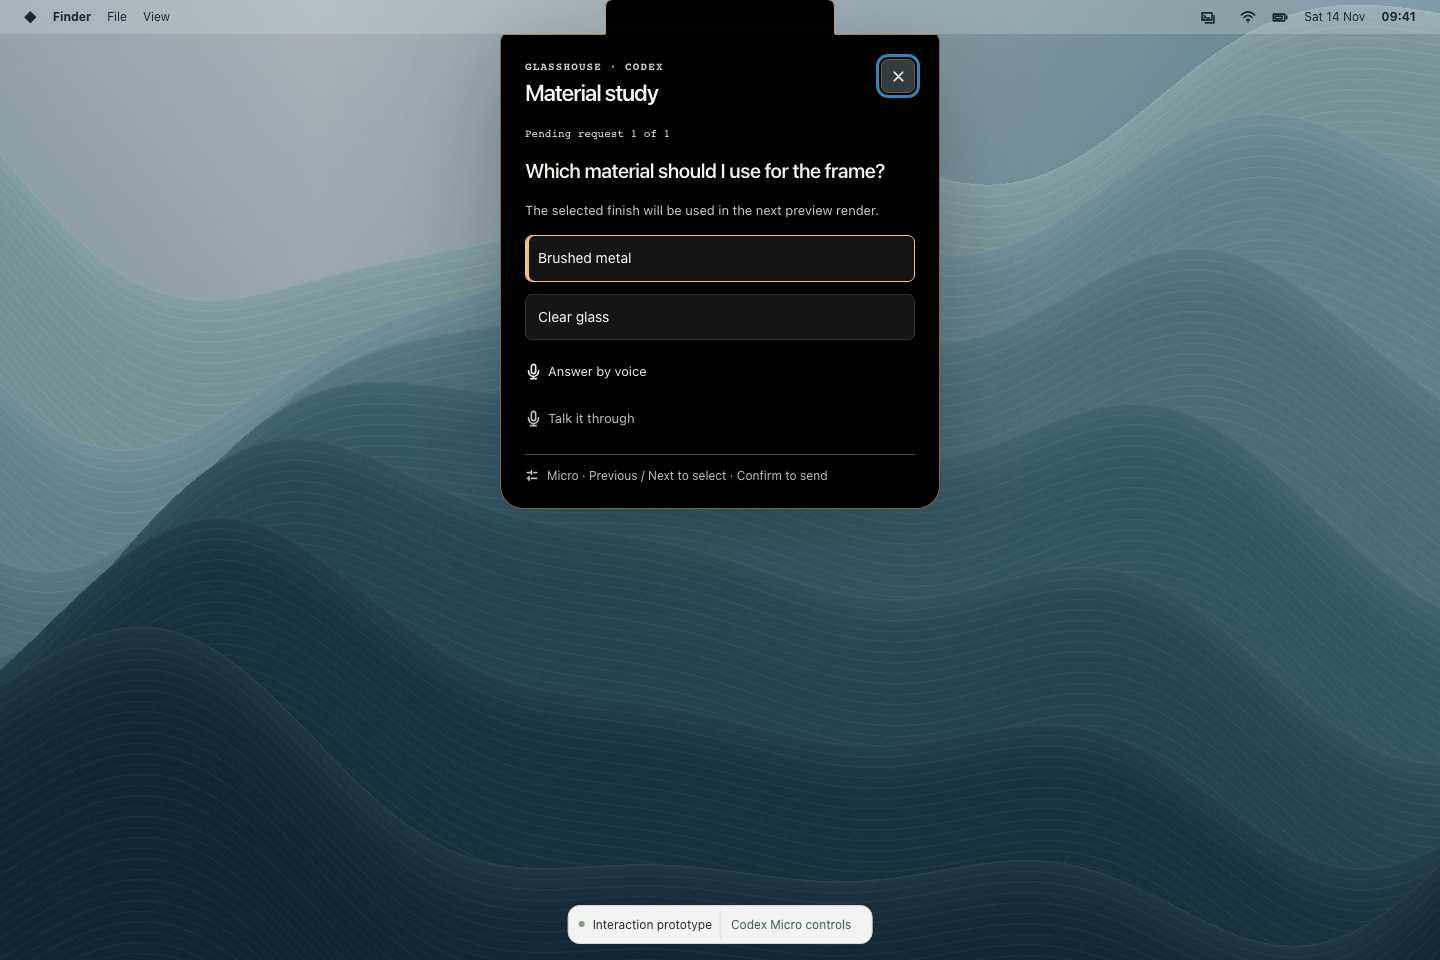 Finder File View Sat 14 Nov 09:41
GLASSHOUSE · CODEX
Material study
Pending request 1 of 1
Which material should I use for the frame?
The selected finish will be used in the next preview render.
Brushed metal
Clear glass
Answer by voice
Talk it through
Micro · Previous / Next to select · Confirm to send
Interaction prototype Codex Micro controls